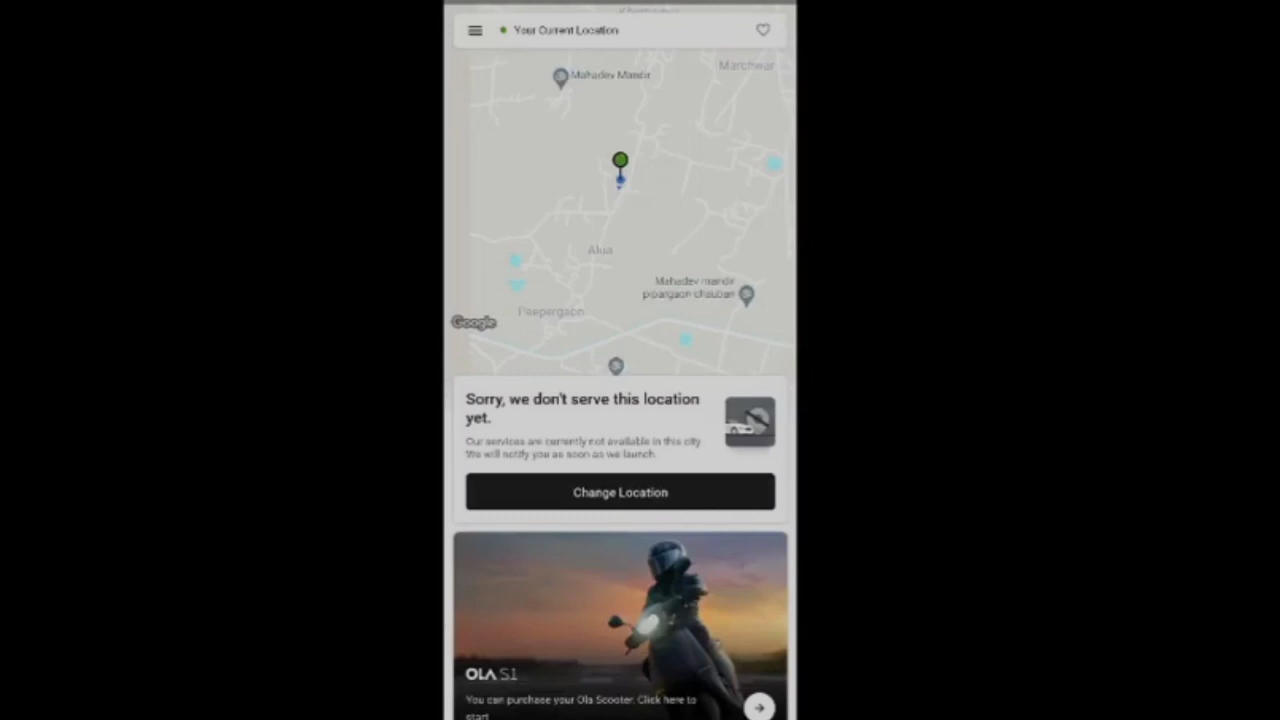 Your Current Location
Marchwar
Mahadev Mandir
Alua
Mahadev mandir
pipargaon chauban
Peepergaon
Google
Sorry, we don't serve this location
yet.
Our services are currently not available in this city
We will notify you as soon as we launch.
Change Location
OLA S1
You can purchase your Ola Scooter. Click here to
start